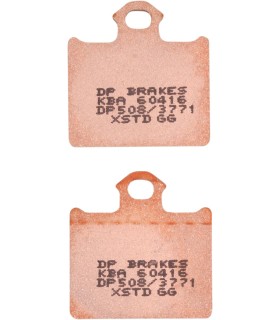 DP BRAKES
KBA 60416
DP508/3771
XSTD GG
DP BRAKES
KBA 60416
DP508/3771
XSTD GG